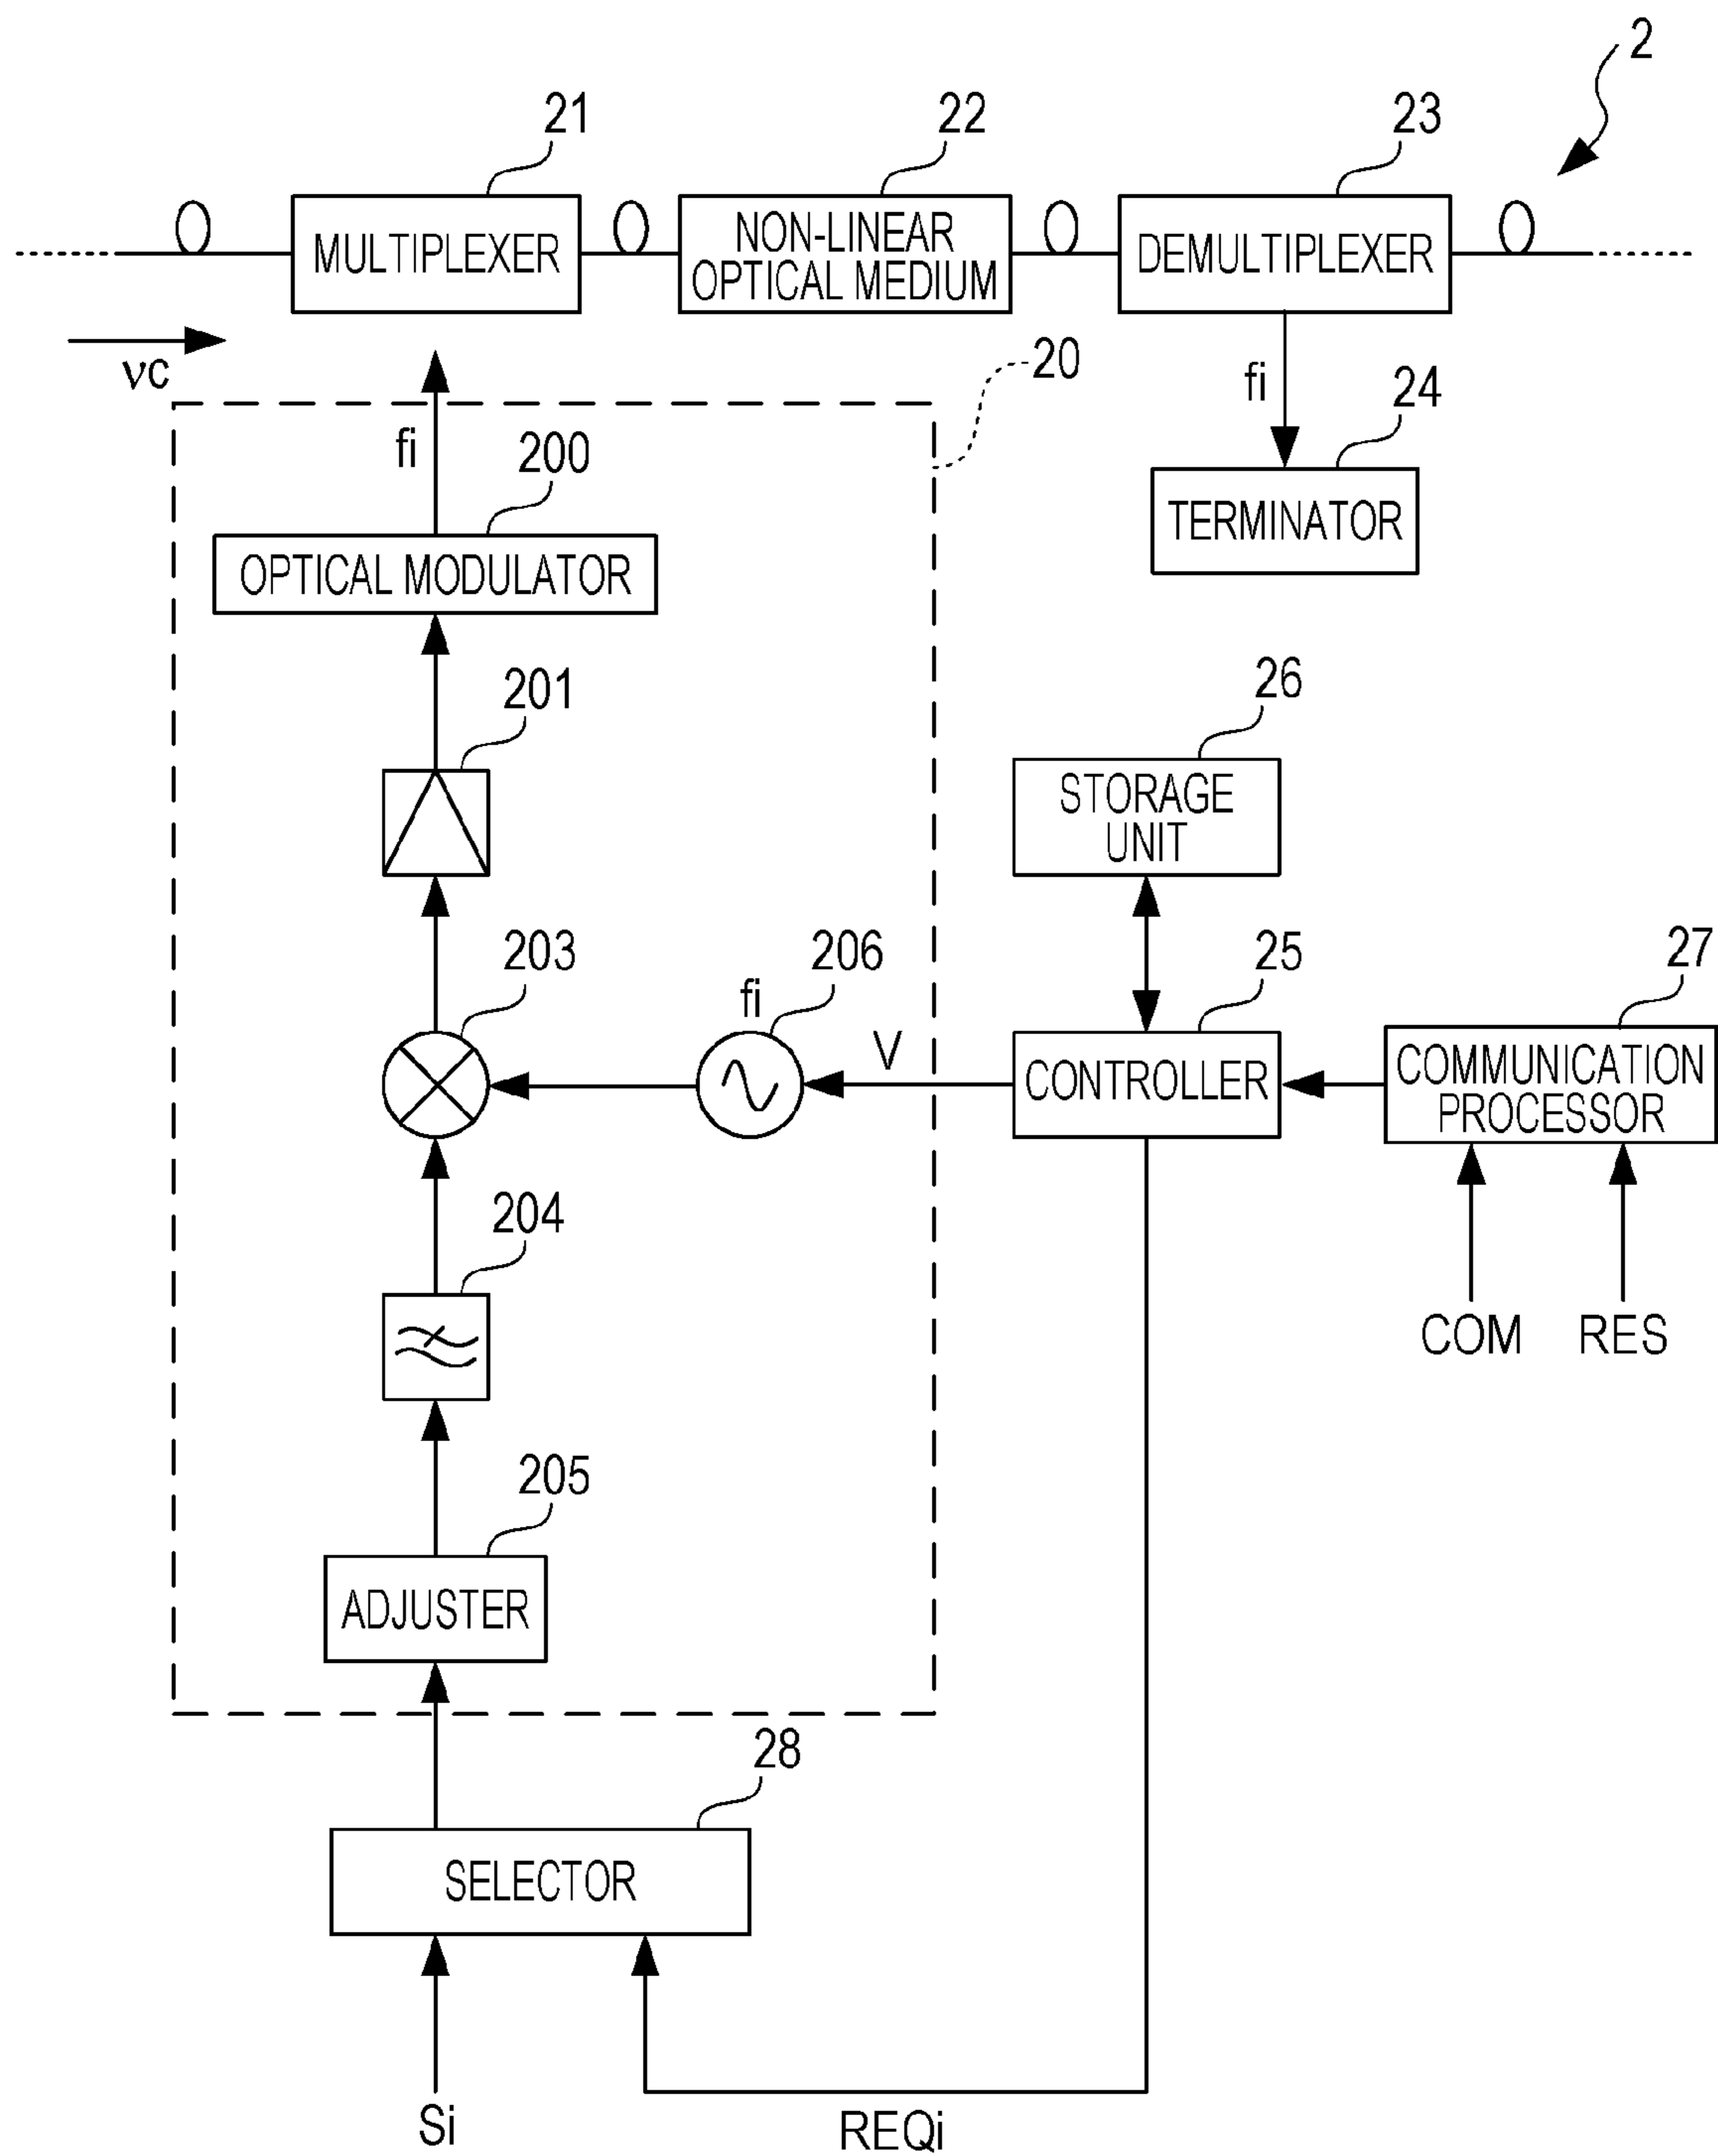 2
21
22
23
MULTIPLEXER
NON-LINEAR
OPTICAL MEDIUM
DEMULTIPLEXER
νc
20
fi
24
fi
200
TERMINATOR
OPTICAL MODULATOR
201
26
STORAGE
UNIT
203
206
25
27
fi
V
CONTROLLER
COMMUNICATION
PROCESSOR
204
COM
RES
205
ADJUSTER
28
SELECTOR
Si
REQi